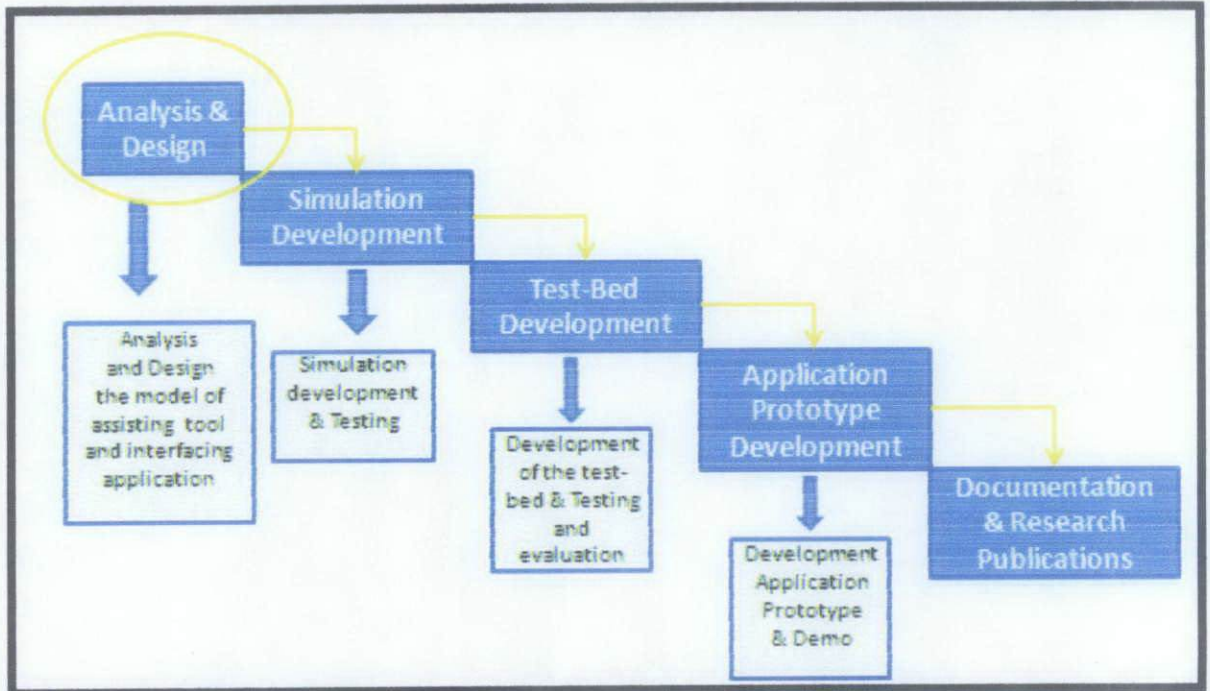 Analysis &
Design
Simulation
Development
Test-Bed
Development
Application
Prototype
Development
Documentation
& Research
Publications
Analysis
and Design
the model of
assisting tool
and interfacing
application
Simulation
development
& Testing
Development
of the test-
bed & Testing
and
evaluation
Development
Application
Prototype
& Demo